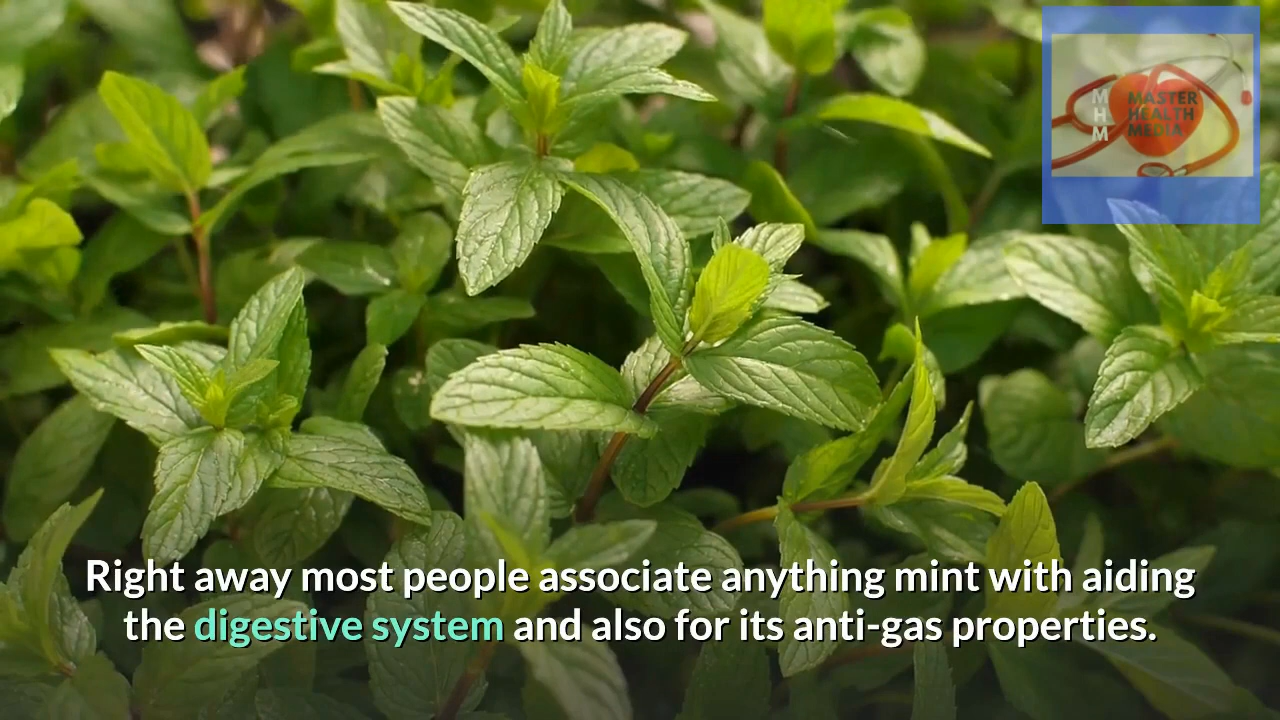 M
H
M
MASTER
HEALTH
MEDIA
Right away most people associate anything mint with aiding
the digestive system and also for its anti-gas properties.